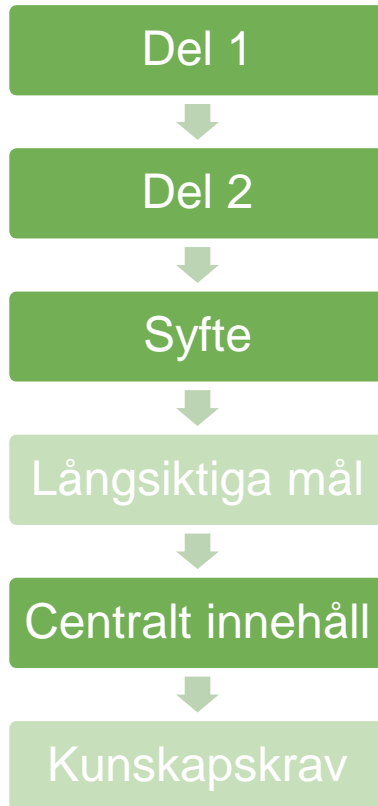 Del 1
Del 2
Syfte
Långsiktiga mål
Centralt innehåll
Kunskapskrav